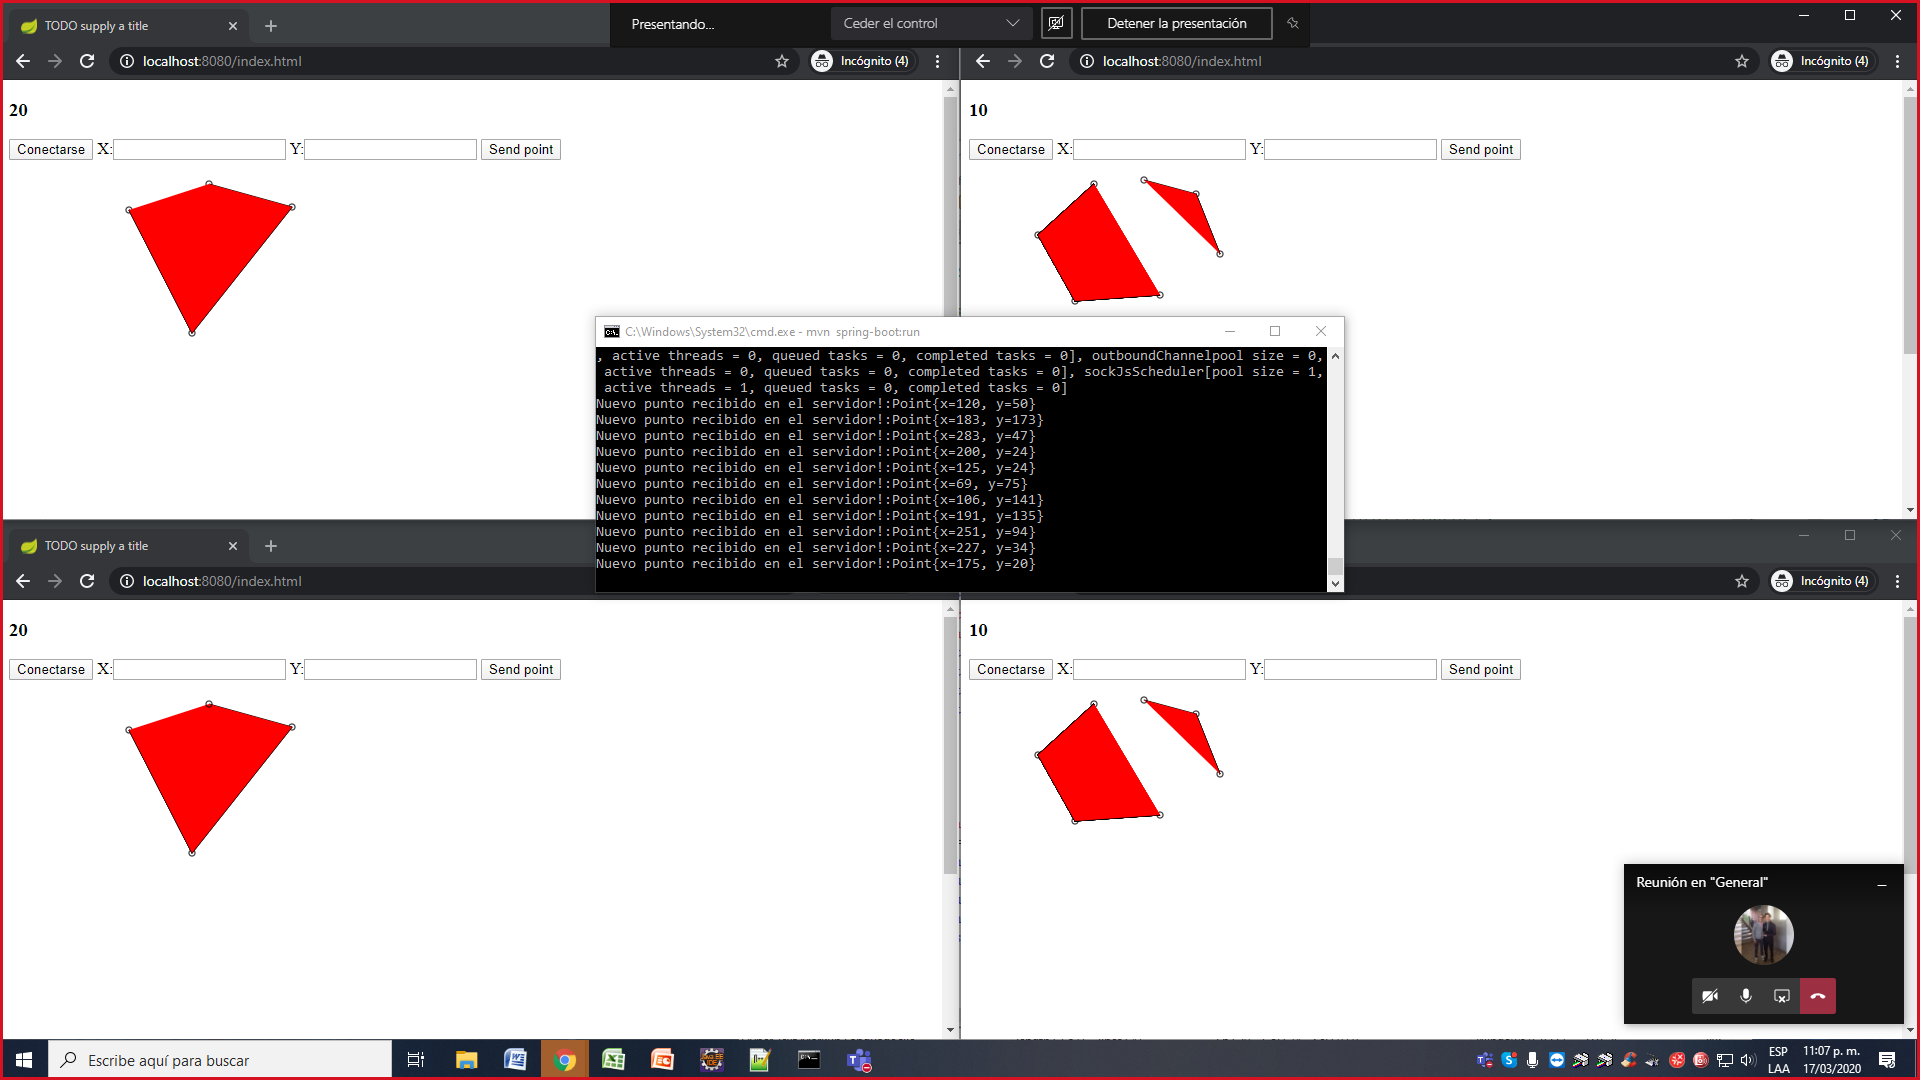 TODO supply a title
Presentando...
Ceder el control
Detener la presentación
localhost:8080/index.html
Incógnito (4)
localhost:8080/index.html
Incógnito (4)
20
Conectarse X: Y: Send point
10
Conectarse X: Y: Send point
C:\Windows\System32\cmd.exe - mvn spring-boot:run
, active threads = 0, queued tasks = 0, completed tasks = 0], outboundChannelpool size = 0,
active threads = 0, queued tasks = 0, completed tasks = 0], sockJsScheduler[pool size = 1,
active threads = 1, queued tasks = 0, completed tasks = 0]
Nuevo punto recibido en el servidor!:Point{x=120, y=50}
Nuevo punto recibido en el servidor!:Point{x=183, y=173}
Nuevo punto recibido en el servidor!:Point{x=283, y=47}
Nuevo punto recibido en el servidor!:Point{x=200, y=24}
Nuevo punto recibido en el servidor!:Point{x=125, y=24}
Nuevo punto recibido en el servidor!:Point{x=69, y=75}
Nuevo punto recibido en el servidor!:Point{x=106, y=141}
Nuevo punto recibido en el servidor!:Point{x=191, y=135}
Nuevo punto recibido en el servidor!:Point{x=251, y=94}
Nuevo punto recibido en el servidor!:Point{x=227, y=34}
Nuevo punto recibido en el servidor!:Point{x=175, y=20}
TODO supply a title
localhost:8080/index.html
Incógnito (4)
20
Conectarse X: Y: Send point
10
Conectarse X: Y: Send point
Reunión en "General"
Escribe aquí para buscar
ESP
LAA
11:07 p. m.
17/03/2020